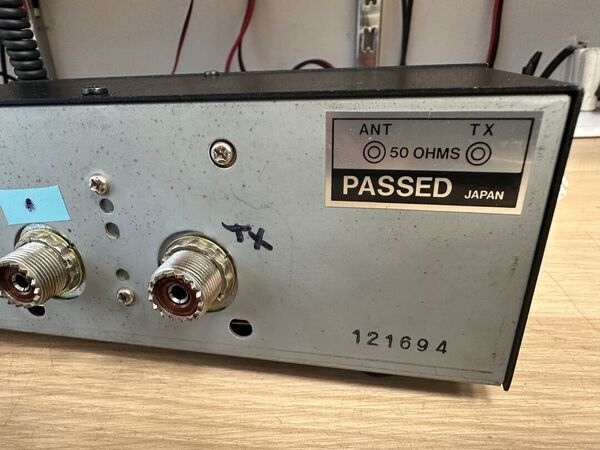 ANT TX
50 OHMS
PASSED JAPAN
TX
121694